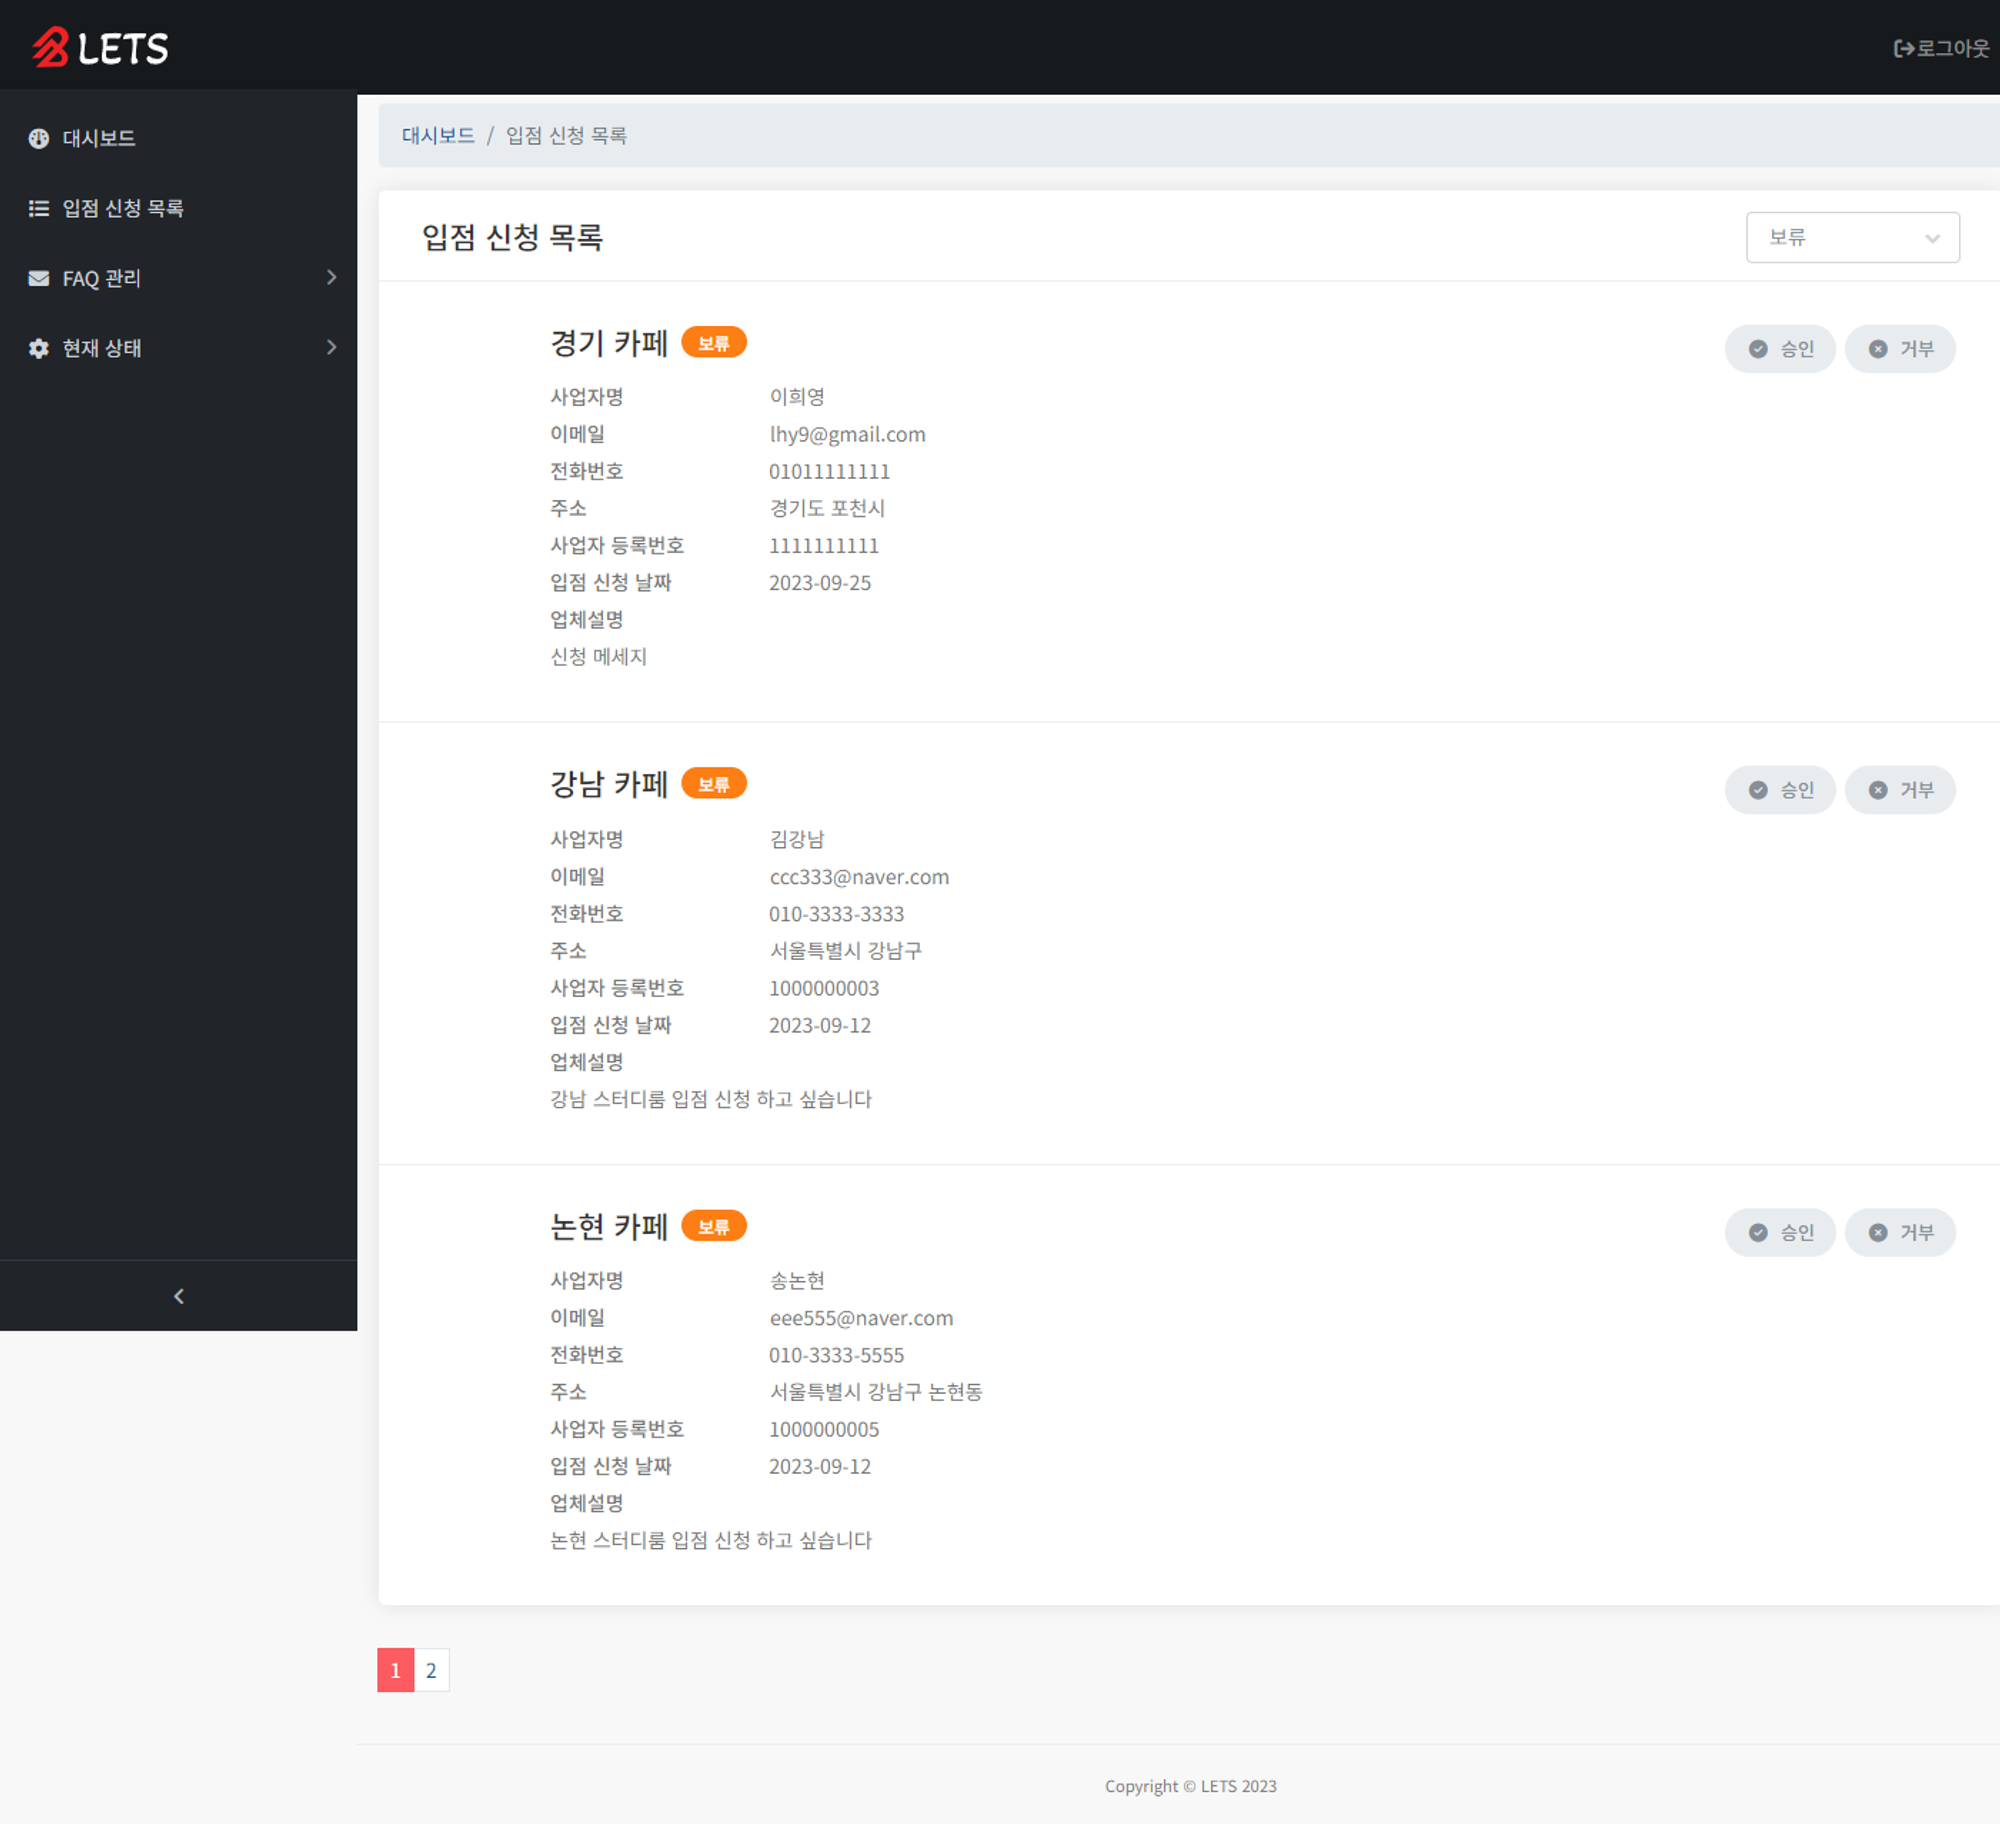 LETS
로그아웃
대시보드
입점 신청 목록
FAQ 관리
현재 상태
대시보드 / 입점 신청 목록
입점 신청 목록
보류
경기 카페 보류
승인 거부
사업자명 이희영
이메일 lhy9@gmail.com
전화번호 01011111111
주소 경기도 포천시
사업자 등록번호 1111111111
입점 신청 날짜 2023-09-25
업체설명
신청 메세지
강남 카페 보류
승인 거부
사업자명 김강남
이메일 ccc333@naver.com
전화번호 010-3333-3333
주소 서울특별시 강남구
사업자 등록번호 1000000003
입점 신청 날짜 2023-09-12
업체설명
강남 스터디룸 입점 신청 하고 싶습니다
논현 카페 보류
승인 거부
사업자명 송논현
이메일 eee555@naver.com
전화번호 010-3333-5555
주소 서울특별시 강남구 논현동
사업자 등록번호 1000000005
입점 신청 날짜 2023-09-12
업체설명
논현 스터디룸 입점 신청 하고 싶습니다
1 2
Copyright © LETS 2023